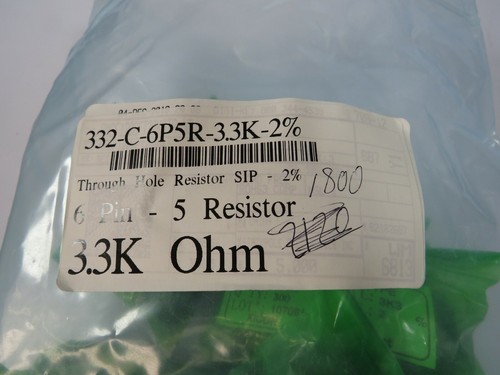 332-C-6P5R-3.3K-2%
Through Hole Resistor SIP - 2%
1800
6 Pin - 5 Resistor
3.3K Ohm